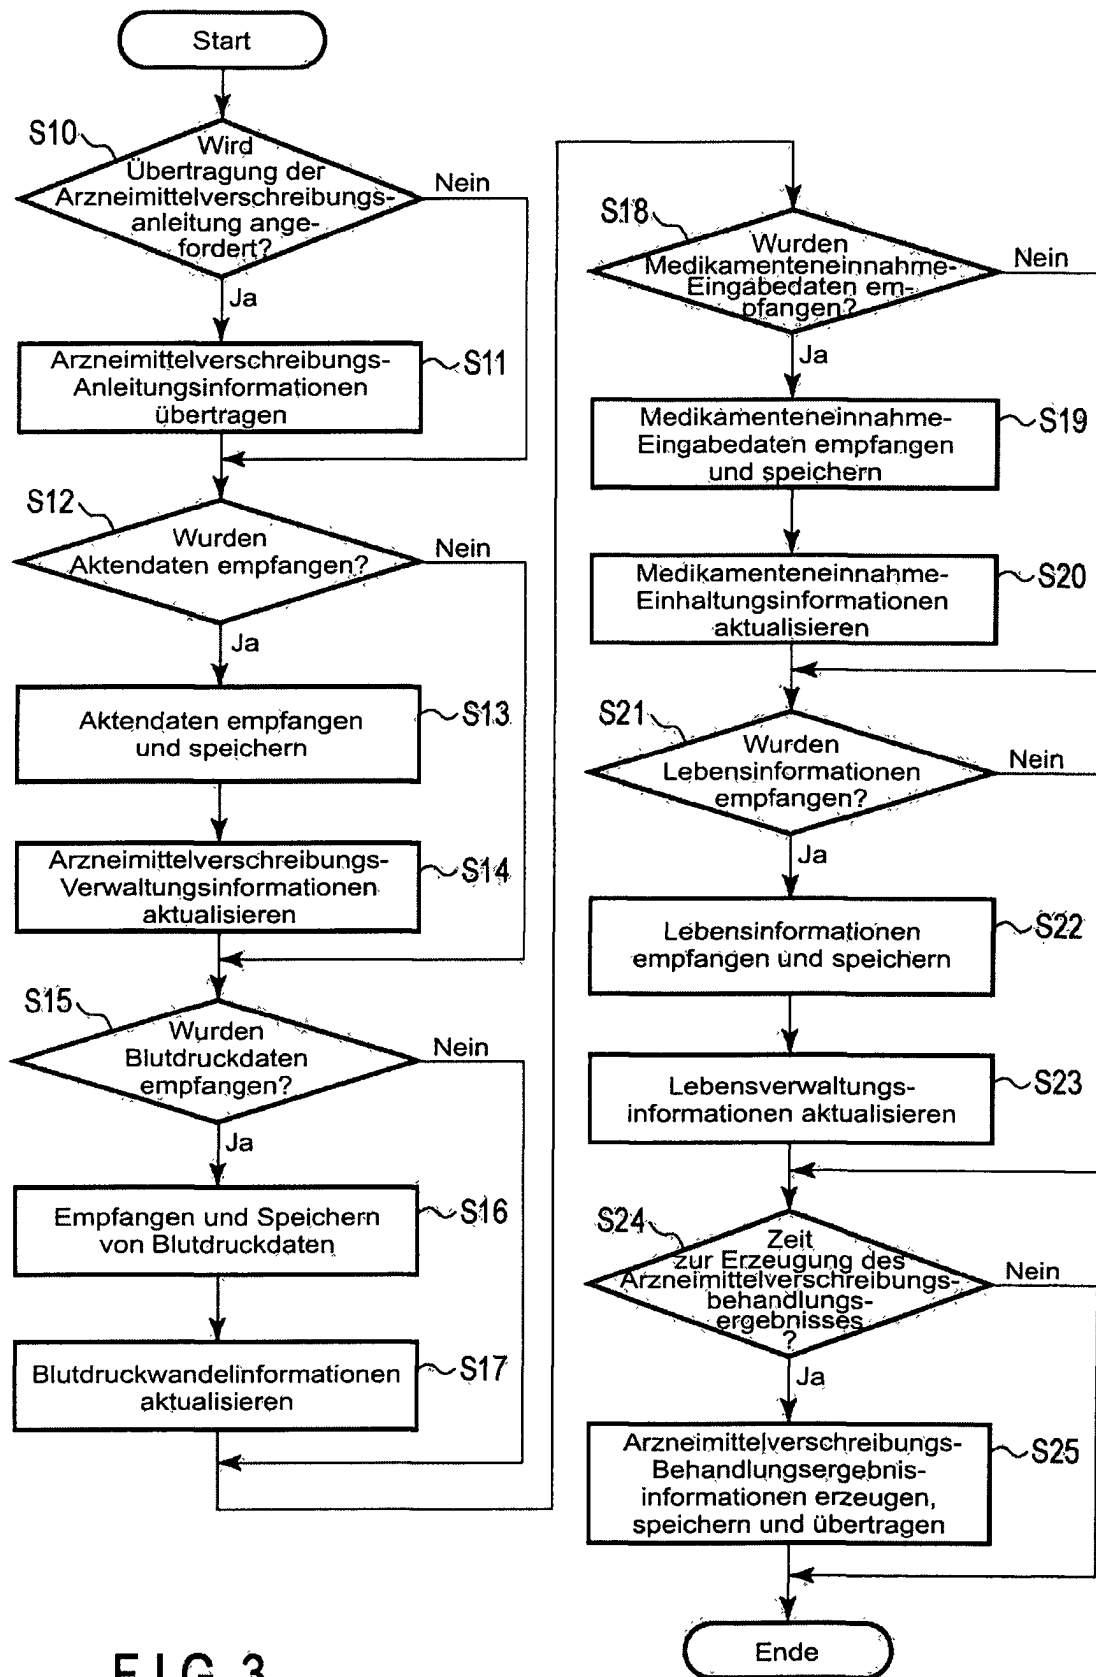 Start
S10
Wird
Übertragung der
Arzneimittelverschreibungs-
anleitung ange-
fordert?
Nein
Ja
Arzneimittelverschreibungs-
Anleitungsinformationen
übertragen
S11
S12
Wurden
Aktendaten empfangen?
Nein
Ja
Aktendaten empfangen
und speichern
S13
Arzneimittelverschreibungs-
Verwaltungsinformationen
aktualisieren
S14
S15
Wurden
Blutdruckdaten
empfangen?
Nein
Ja
Empfangen und Speichern
von Blutdruckdaten
S16
Blutdruckwandelinformationen
aktualisieren
S17
S18
Wurden
Medikamenteneinnahme-
Eingabedaten em-
pfangen?
Nein
Ja
Medikamenteneinnahme-
Eingabedaten empfangen
und speichern
S19
Medikamenteneinnahme-
Einhaltungsinformationen
aktualisieren
S20
S21
Wurden
Lebensinformationen
empfangen?
Nein
Ja
Lebensinformationen
empfangen und speichern
S22
Lebensverwaltungs-
informationen aktualisieren
S23
S24
Zeit
zur Erzeugung des
Arzneimittelverschreibungs-
behandlungs-
ergebnisses
?
Nein
Ja
Arzneimittelverschreibungs-
Behandlungsergebnis-
informationen erzeugen,
speichern und übertragen
S25
Ende
FIG. 3